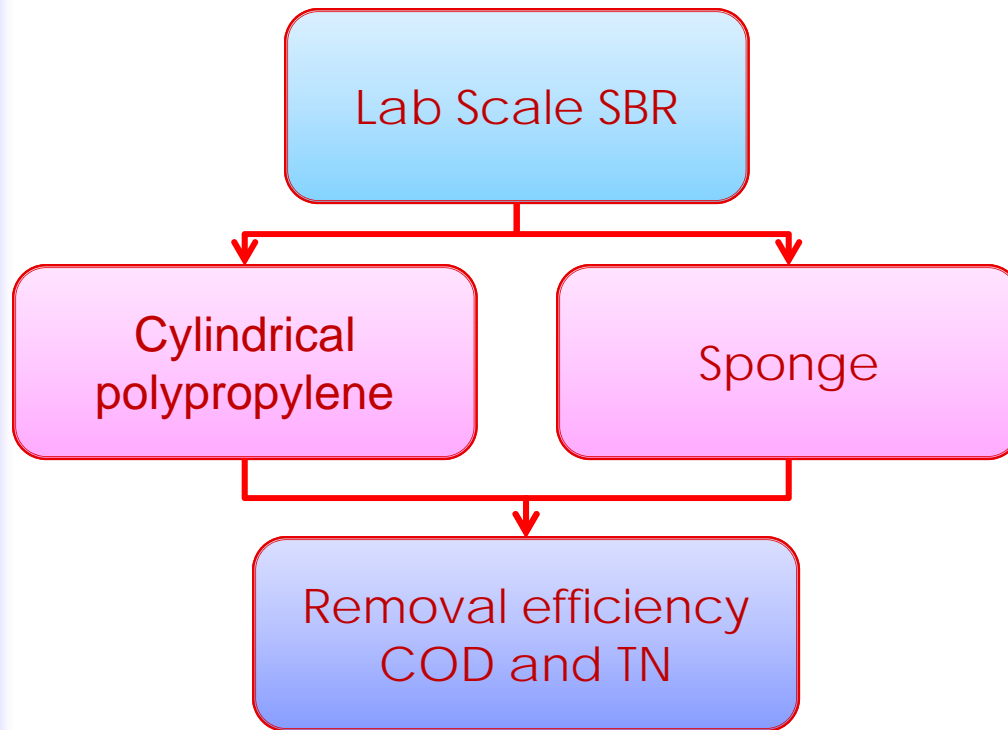 Lab Scale SBR
Cylindrical
polypropylene
Sponge
Removal efficiency
COD and TN